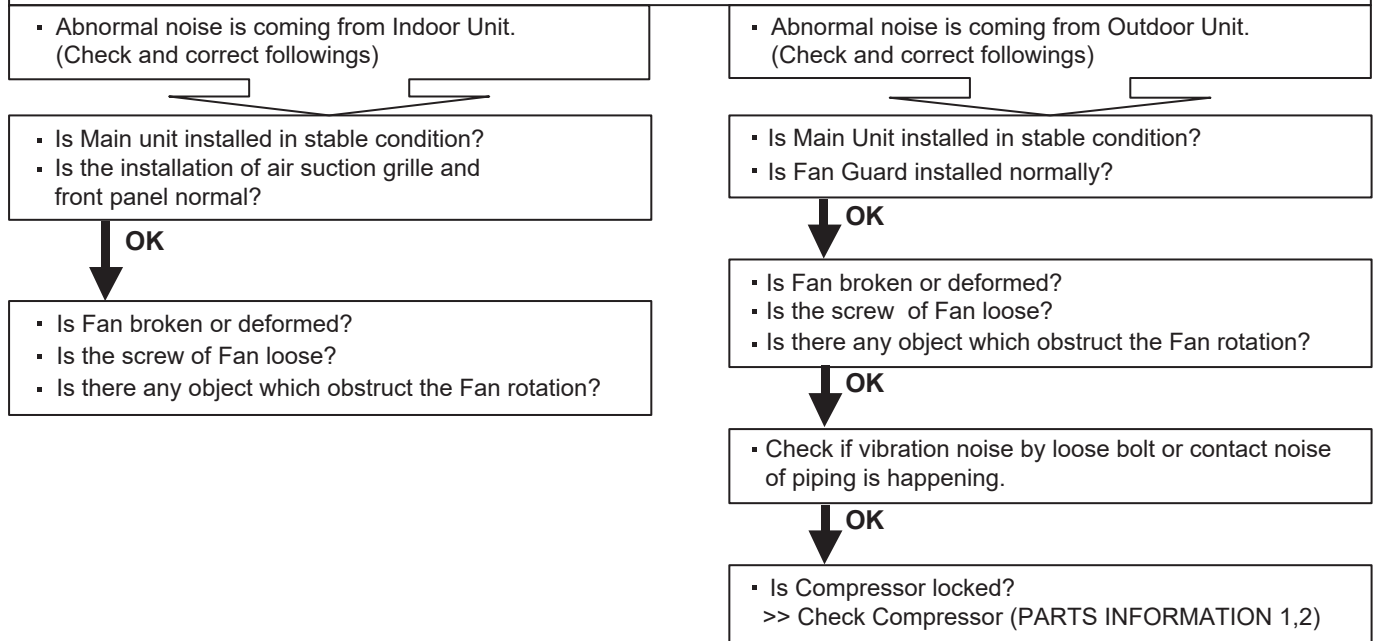 ▪ Abnormal noise is coming from Indoor Unit.
(Check and correct followings)
▪ Is Main unit installed in stable condition?
▪ Is the installation of air suction grille and
front panel normal?
OK
▪ Is Fan broken or deformed?
▪ Is the screw of Fan loose?
▪ Is there any object which obstruct the Fan rotation?
▪ Abnormal noise is coming from Outdoor Unit.
(Check and correct followings)
▪ Is Main Unit installed in stable condition?
▪ Is Fan Guard installed normally?
OK
▪ Is Fan broken or deformed?
▪ Is the screw of Fan loose?
▪ Is there any object which obstruct the Fan rotation?
OK
▪ Check if vibration noise by loose bolt or contact noise
of piping is happening.
OK
▪ Is Compressor locked?
>> Check Compressor (PARTS INFORMATION 1,2)